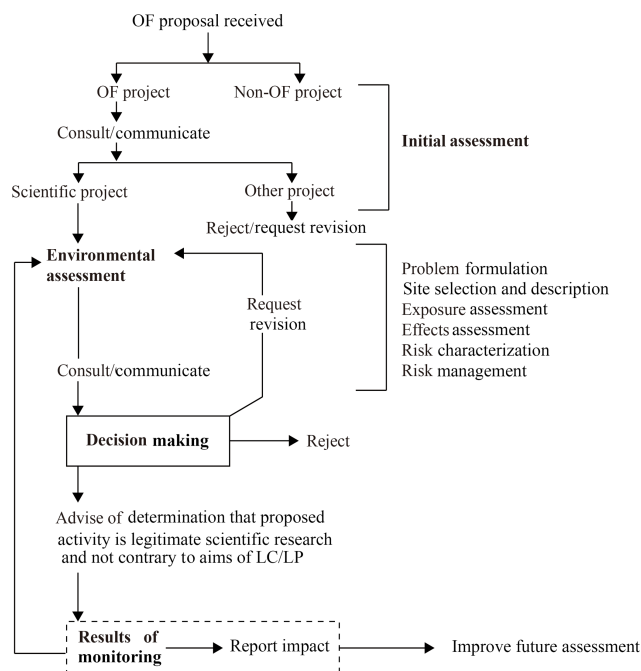 OF proposal received
OF project
Non-OF project
Consult/communicate
Initial assessment
Scientific project
Other project
Reject/request revision
Environmental
assessment
Problem formulation
Site selection and description
Exposure assessment
Effects assessment
Risk characterization
Risk management
Request
revision
Consult/communicate
Decision making
Reject
Advise of determination that proposed
activity is legitimate scientific research
and not contrary to aims of LC/LP
Results of
monitoring
Report impact
Improve future assessment